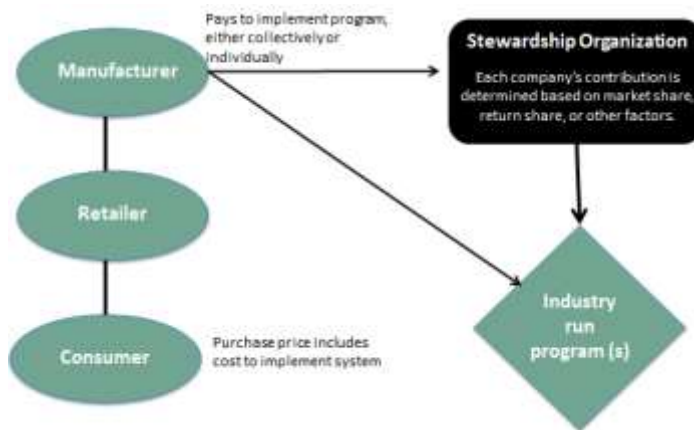 Pays to implement program,
either collectively or
individually
Manufacturer
Stewardship Organization
Each company's contribution is
determined based on market share,
return share, or other factors.
Retailer
Industry
run
program (s)
Consumer
Purchase price includes
cost to implement system